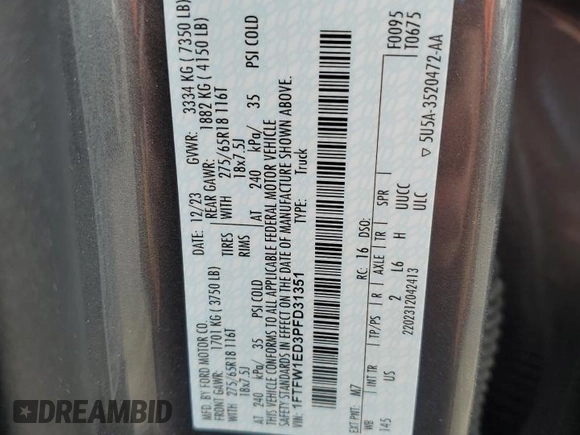 MFD. BY FORD MOTOR CO.
DATE: 12/23
GVWR: 3334 KG ( 7350 LB)
FRONT GAWR: 1701 KG ( 3750 LB)
REAR GAWR: 1882 KG ( 4150 LB)
WITH 275/65R18 116T
TIRES WITH 275/65R18 116T
18x7.5J
RIMS 18x7.5J
AT 240 kPa/ 35 PSI COLD
AT 240 kPa/ 35 PSI COLD
THIS VEHICLE CONFORMS TO ALL APPLICABLE FEDERAL MOTOR VEHICLE
SAFETY STANDARDS IN EFFECT ON THE DATE OF MANUFACTURE SHOWN ABOVE.
1FTFW1ED3PFD31351
TYPE: Truck
F0095
T0675
EXT PNT: M7
RC: 16 DSO:
WB INT TR TP/PS R AXLE TR SPR
145 US 2 L6 H UUCC
ULC
2202312042413
▽ 5U5A-3520472-AA
DREAMBID